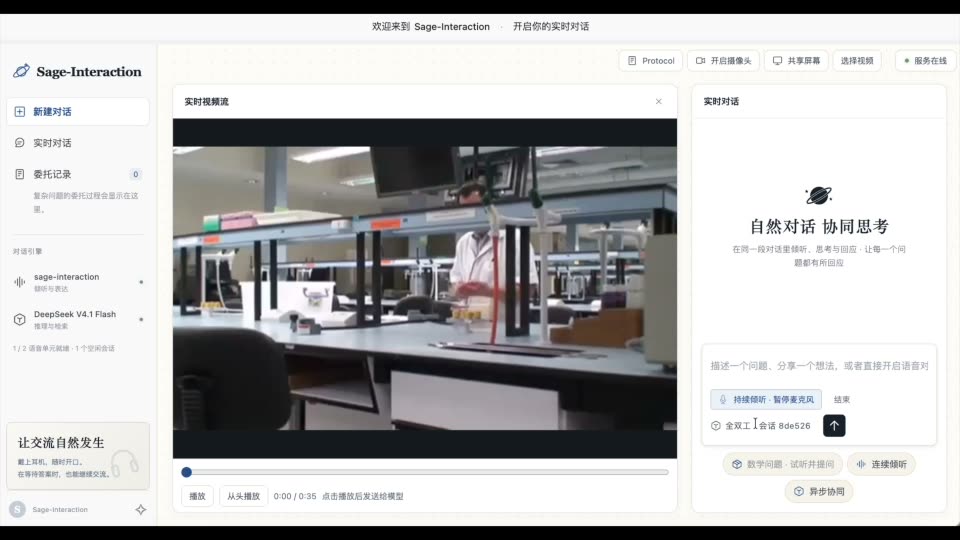 欢迎来到 Sage-Interaction · 开启你的实时对话
Sage-Interaction
新建对话
实时对话
委托记录 0
复杂问题的委托过程会显示在这
里。
对话引擎
sage-interaction
倾听与表达
DeepSeek V4.1 Flash
推理与检索
1 / 2 语音单元就绪 · 1 个空闲会话
让交流自然发生
戴上耳机，随时开口。
在等待答案时，也能继续交流。
S Sage-Interaction
Protocol
开启摄像头
共享屏幕
选择视频
服务在线
实时视频流
播放
从头播放
0:00 / 0:35 点击播放后发送给模型
实时对话
自然对话 协同思考
在同一段对话里倾听、思考与回应 · 让每一个问
题都有所回应
描述一个问题、分享一个想法，或者直接开启语音对
持续倾听 · 暂停麦克风
结束
全双工 会话 8de526
数学问题 · 试听并提问
连续倾听
异步协同